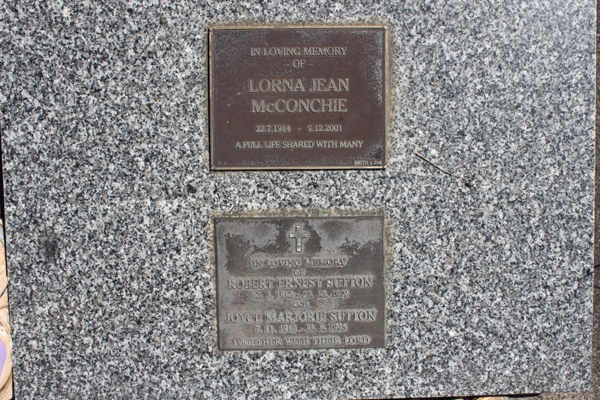 IN LOVING MEMORY
- OF -
LORNA JEAN
McCONCHIE
22.7.1914 - 9.12.2001
A FULL LIFE SHARED WITH MANY
IN LOVING MEMORY
OF
ROBERT ERNEST SUTTON
AND
JOYCE MARJORIE SUTTON
TOGETHER WITH THEIR LORD